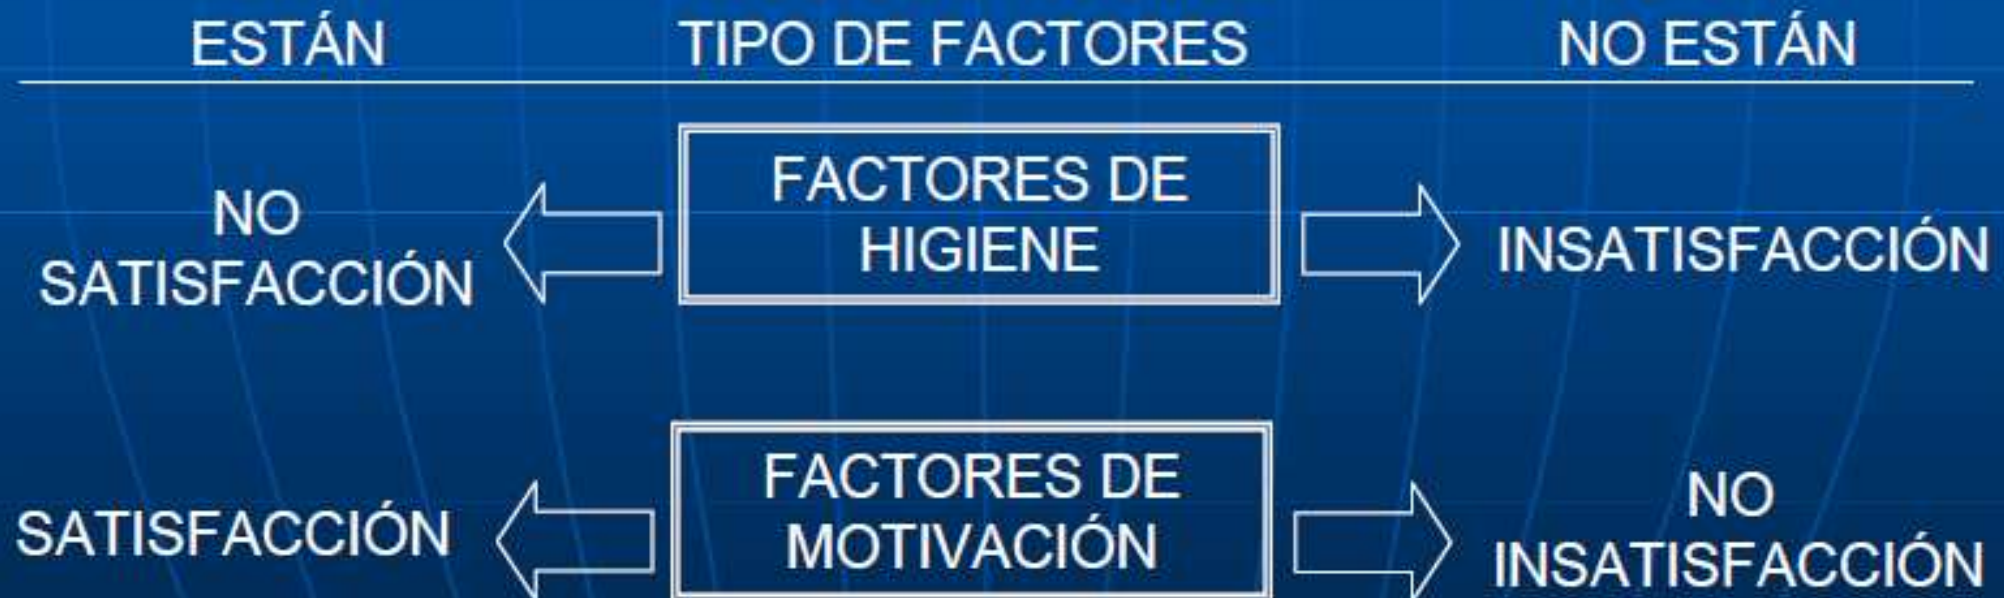 ESTÁN TIPO DE FACTORES NO ESTÁN
NO
SATISFACCIÓN
FACTORES DE
HIGIENE
INSATISFACCIÓN
SATISFACCIÓN
FACTORES DE
MOTIVACIÓN
NO
INSATISFACCIÓN